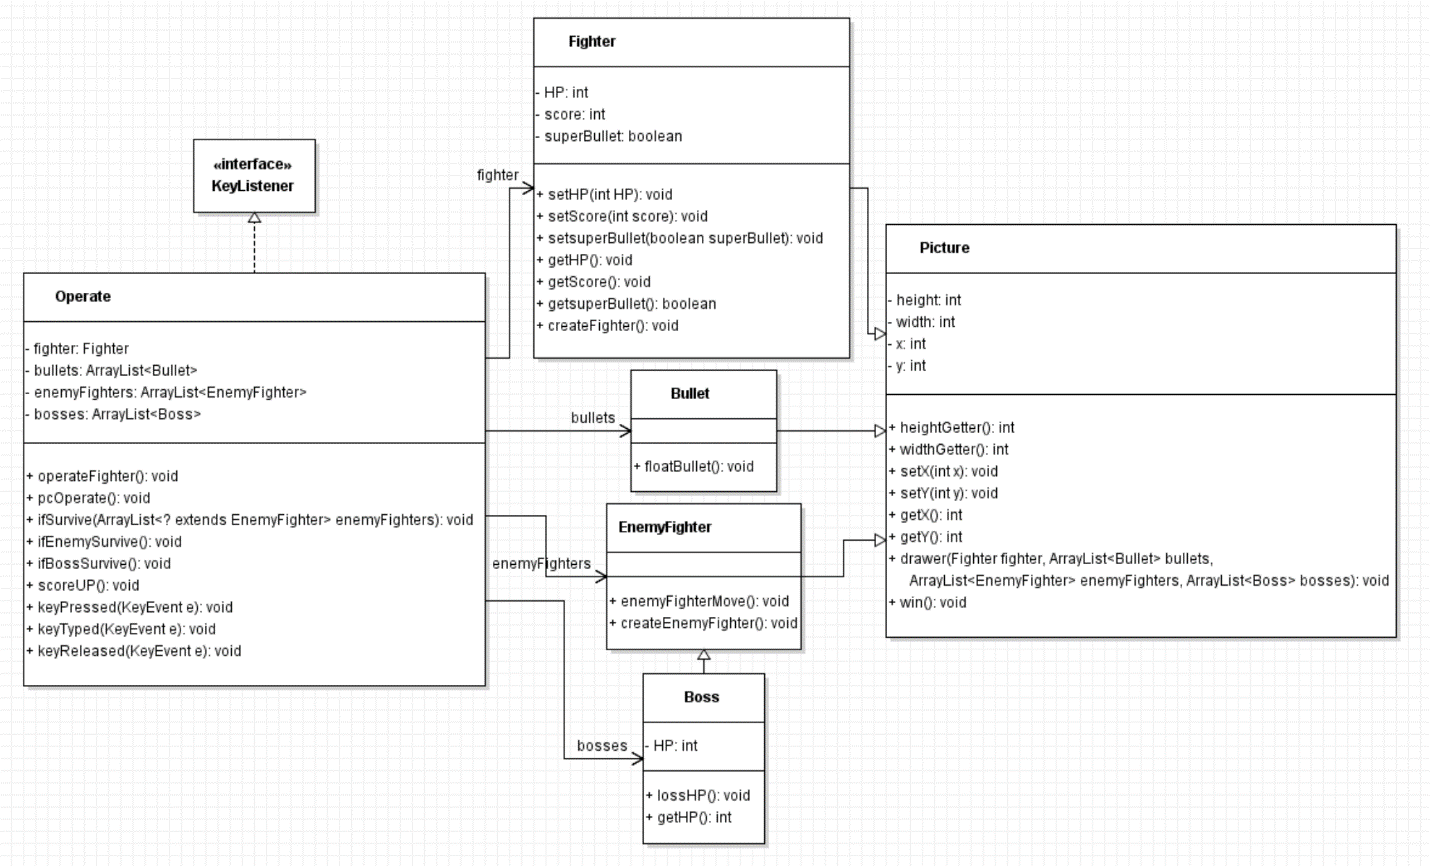 Fighter
- HP: int
- score: int
- superBullet: boolean
+ setHP(int HP): void
+ setScore(int score): void
+ setsuperBullet(boolean superBullet): void
+ getHP(): void
+ getScore(): void
+ getsuperBullet(): boolean
+ createFighter(): void
«interface»
KeyListener
fighter
Operate
- fighter: Fighter
- bullets: ArrayList<Bullet>
- enemyFighters: ArrayList<EnemyFighter>
- bosses: ArrayList<Boss>
+ operateFighter(): void
+ pcOperate(): void
+ ifSurvive(ArrayList<? extends EnemyFighter> enemyFighters): void
+ ifEnemySurvive(): void
+ ifBossSurvive(): void
+ scoreUP(): void
+ keyPressed(KeyEvent e): void
+ keyTyped(KeyEvent e): void
+ keyReleased(KeyEvent e): void
bullets
Bullet
+ floatBullet(): void
enemyFighters
EnemyFighter
+ enemyFighterMove(): void
+ createEnemyFighter(): void
bosses
Boss
- HP: int
+ lossHP(): void
+ getHP(): int
Picture
- height: int
- width: int
- x: int
- y: int
+ heightGetter(): int
+ widthGetter(): int
+ setX(int x): void
+ setY(int y): void
+ getX(): int
+ getY(): int
+ drawer(Fighter fighter, ArrayList<Bullet> bullets,
ArrayList<EnemyFighter> enemyFighters, ArrayList<Boss> bosses): void
+ win(): void